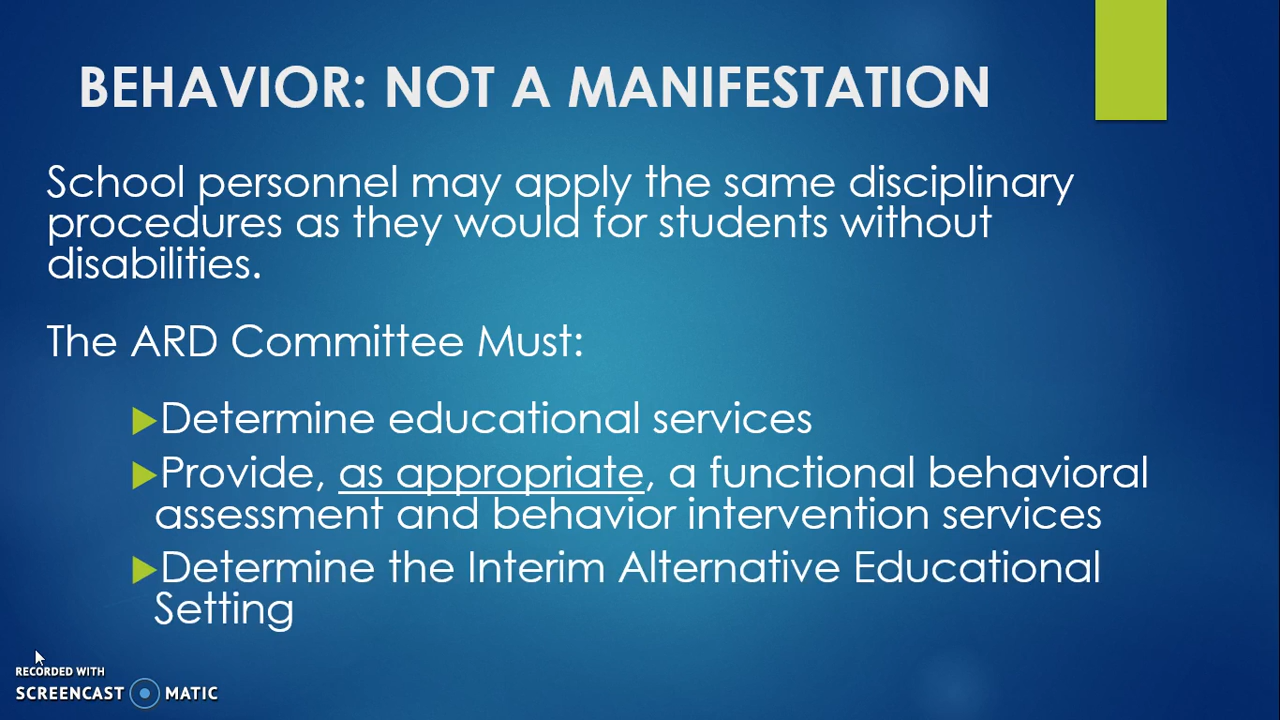 BEHAVIOR: NOT A MANIFESTATION
School personnel may apply the same disciplinary
procedures as they would for students without
disabilities.
The ARD Committee Must:
Determine educational services
Provide, as appropriate, a functional behavioral
assessment and behavior intervention services
Determine the Interim Alternative Educational
Setting
RECORDED WITH
SCREENCAST MATIC